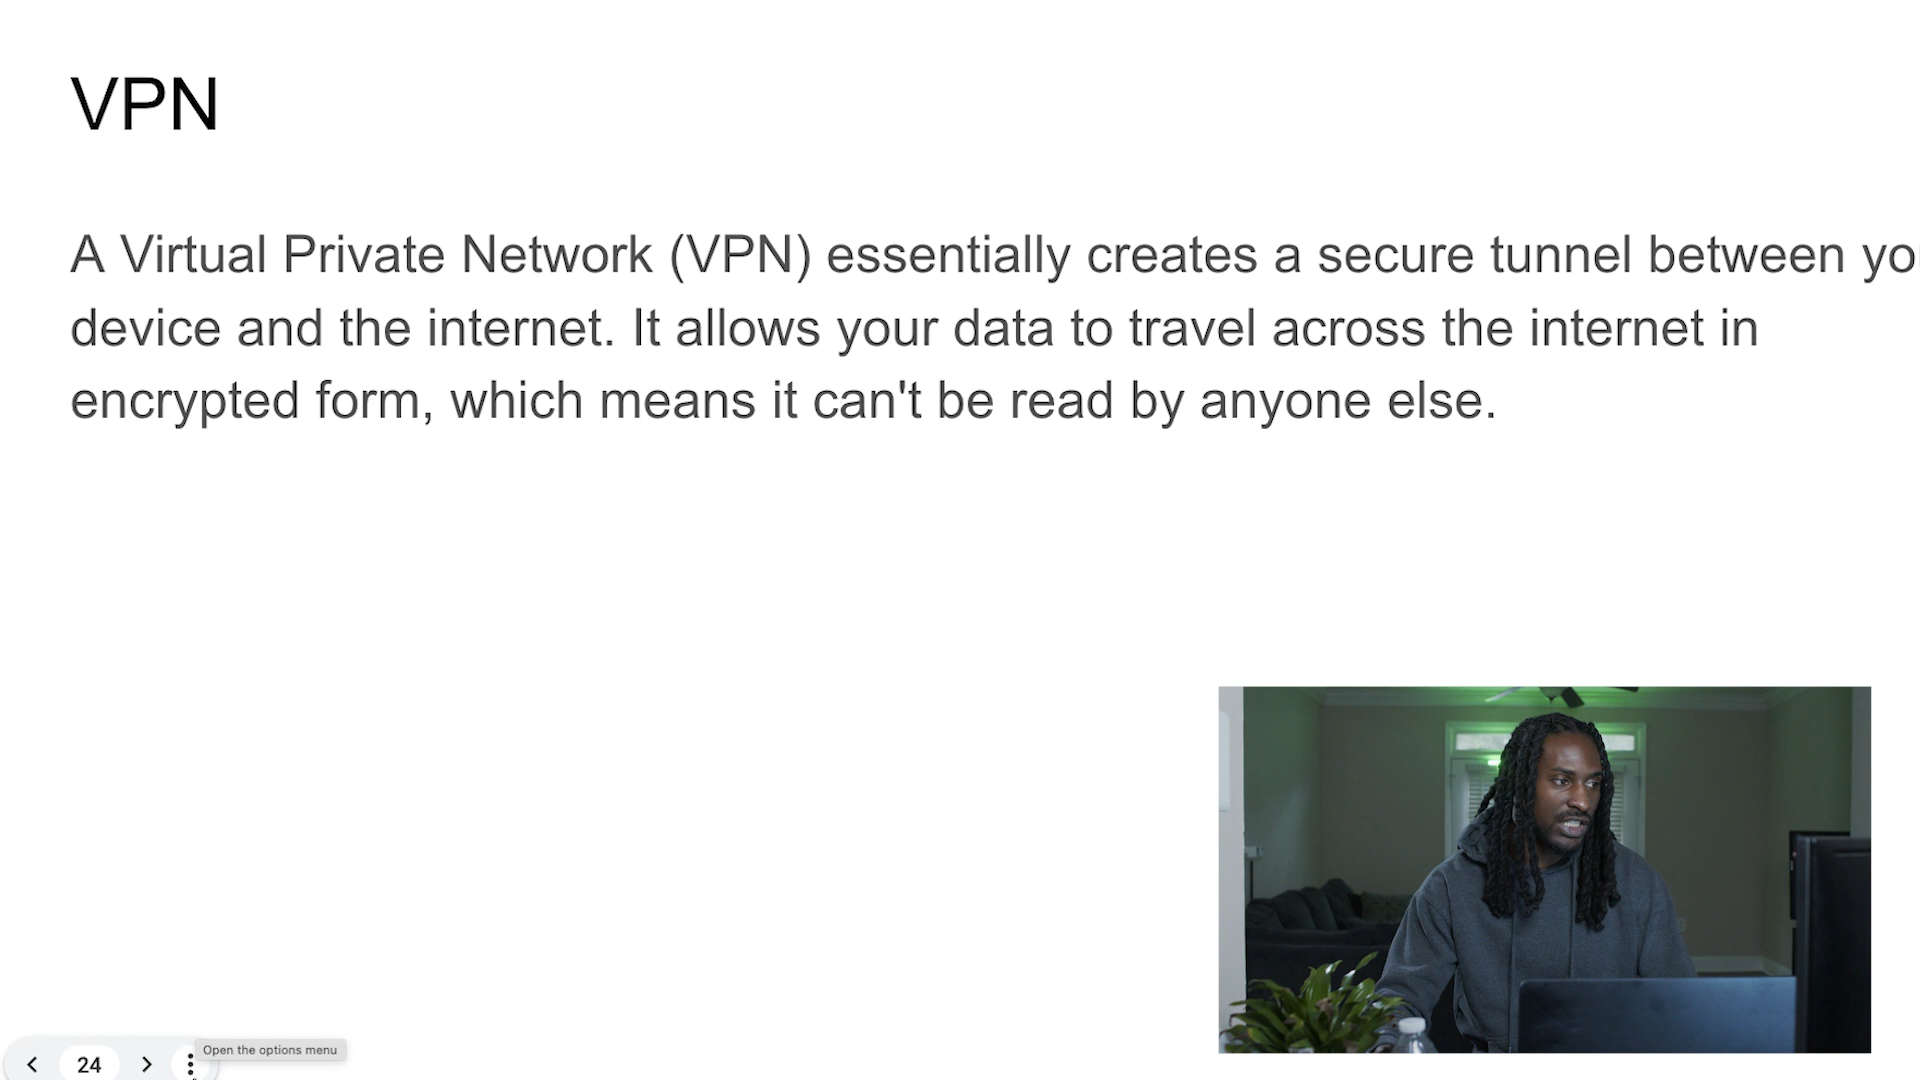 VPN
A Virtual Private Network (VPN) essentially creates a secure tunnel between yo
device and the internet. It allows your data to travel across the internet in
encrypted form, which means it can't be read by anyone else.
Open the options menu
24